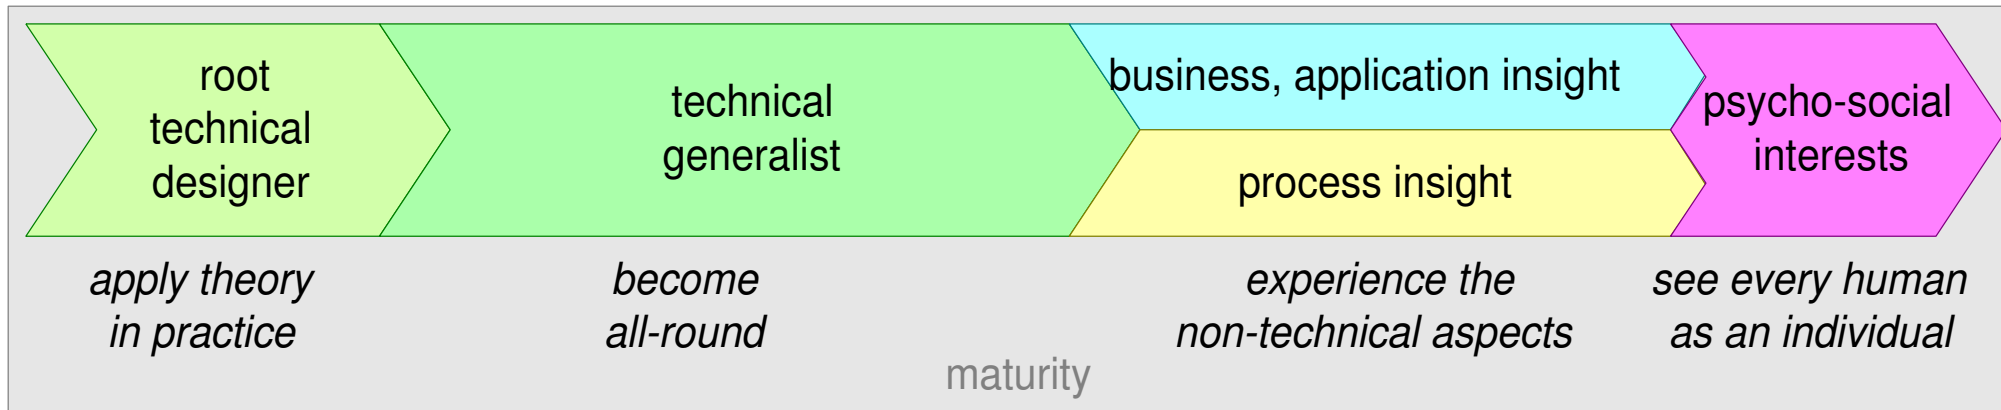 root
technical
designer
technical
generalist
business, application insight
process insight
psycho-social
interests
apply theory
in practice
become
all-round
experience the
non-technical aspects
see every human
as an individual
maturity